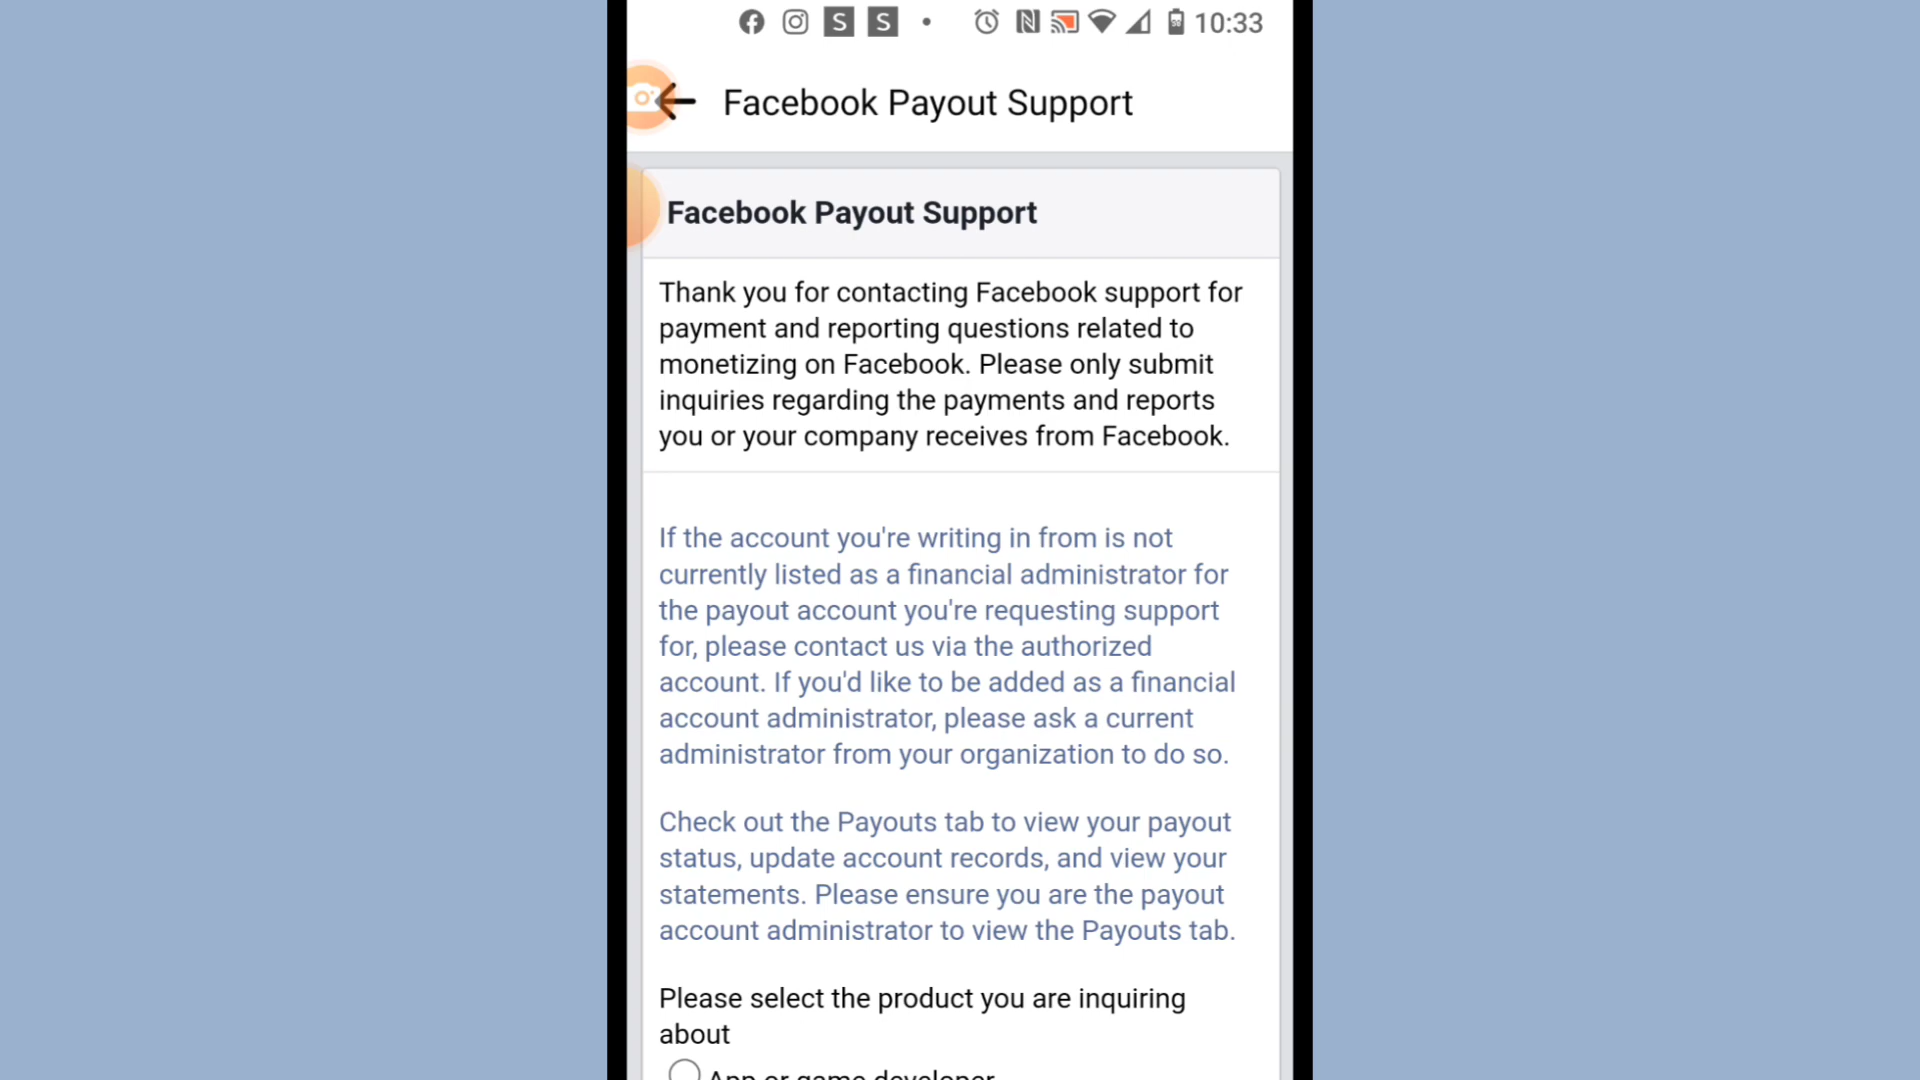 S S 10:33
Facebook Payout Support
Facebook Payout Support
Thank you for contacting Facebook support for
payment and reporting questions related to
monetizing on Facebook. Please only submit
inquiries regarding the payments and reports
you or your company receives from Facebook.
If the account you're writing in from is not
currently listed as a financial administrator for
the payout account you're requesting support
for, please contact us via the authorized
account. If you'd like to be added as a financial
account administrator, please ask a current
administrator from your organization to do so.
Check out the Payouts tab to view your payout
status, update account records, and view your
statements. Please ensure you are the payout
account administrator to view the Payouts tab.
Please select the product you are inquiring
about
App or game developer